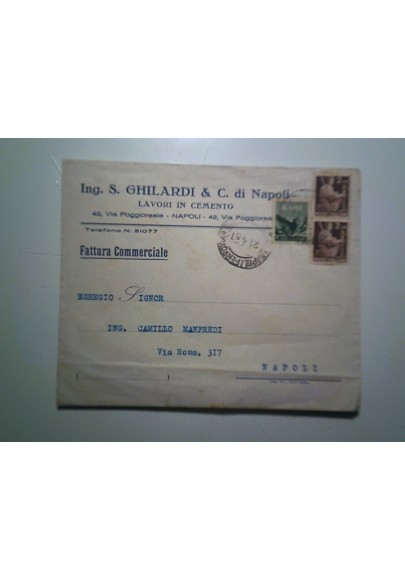 Ing. S. GHILARDI & C. di Napoli
LAVORI IN CEMENTO
42, Via Poggioreale - NAPOLI - 42, Via Poggioreale
Telefono N. 51077
Fattura Commerciale
EGREGIO SIGNOR
ING. CAMILLO MANFREDI
Via Roma, 317
NAPOLI